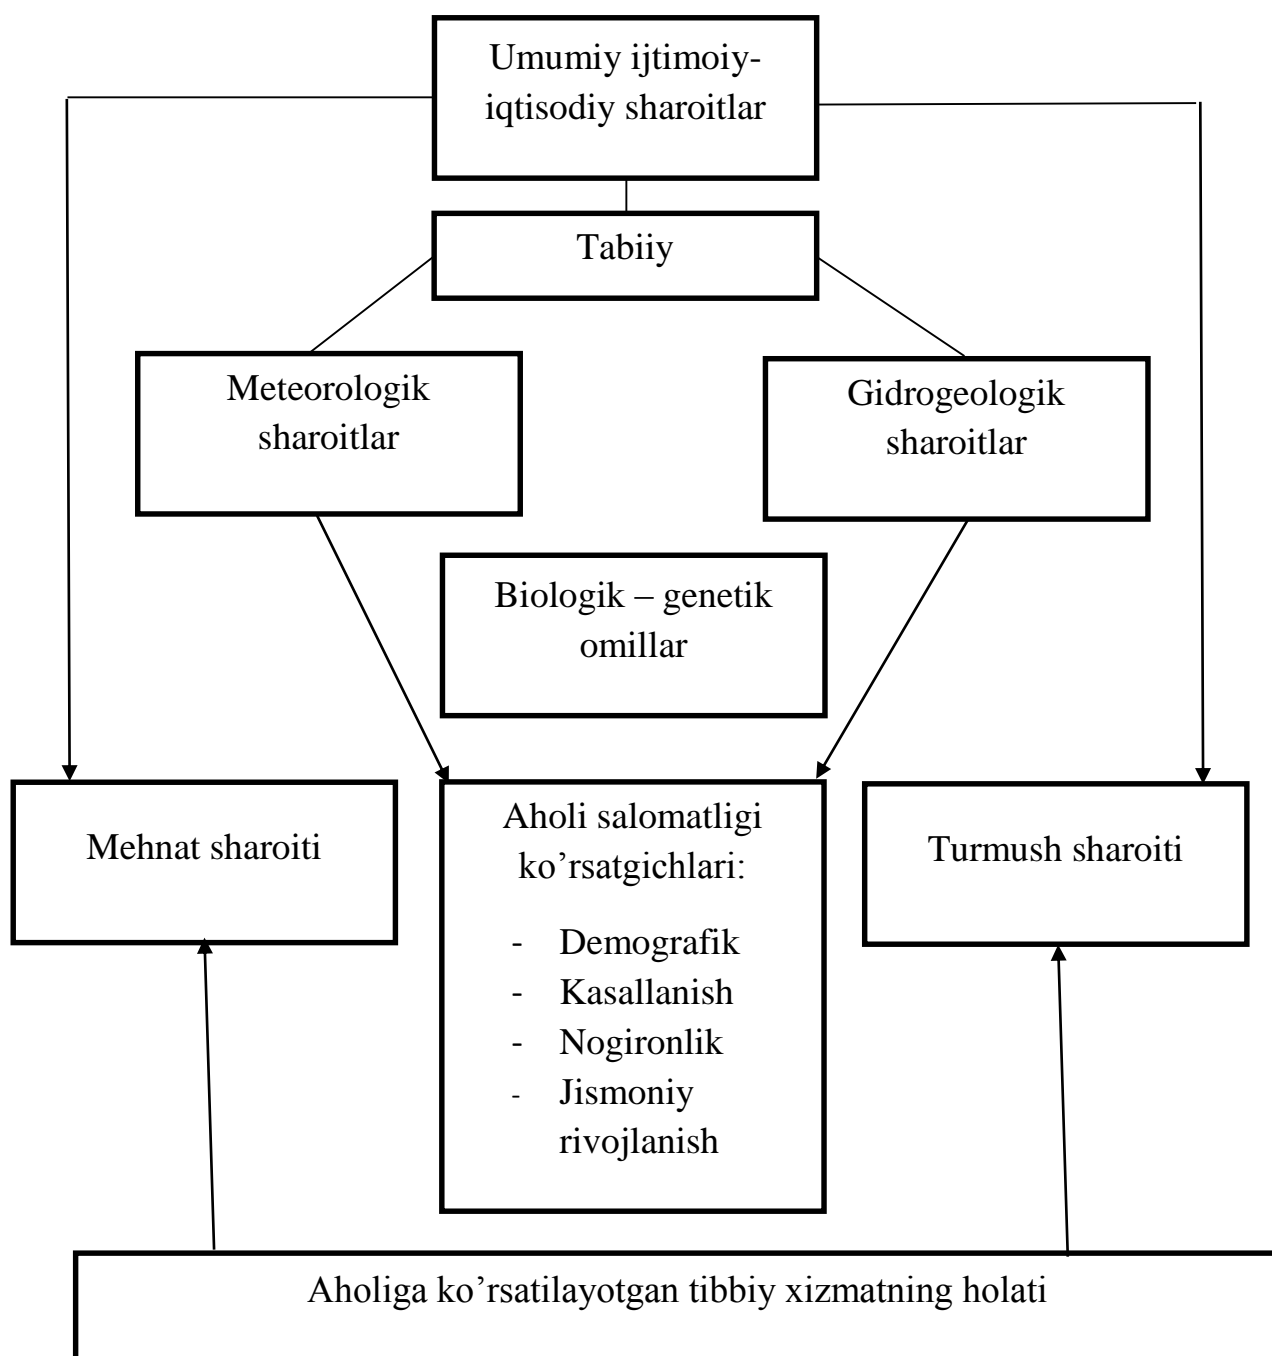 Umumiy ijtimoiy-
iqtisodiy sharoitlar
Tabiiy
Meteorologik
sharoitlar
Gidrogeologik
sharoitlar
Biologik – genetik
omillar
Mehnat sharoiti
Aholi salomatligi
ko’rsatgichlari:
- Demografik
- Kasallanish
- Nogironlik
- Jismoniy
rivojlanish
Turmush sharoiti
Aholiga ko’rsatilayotgan tibbiy xizmatning holati